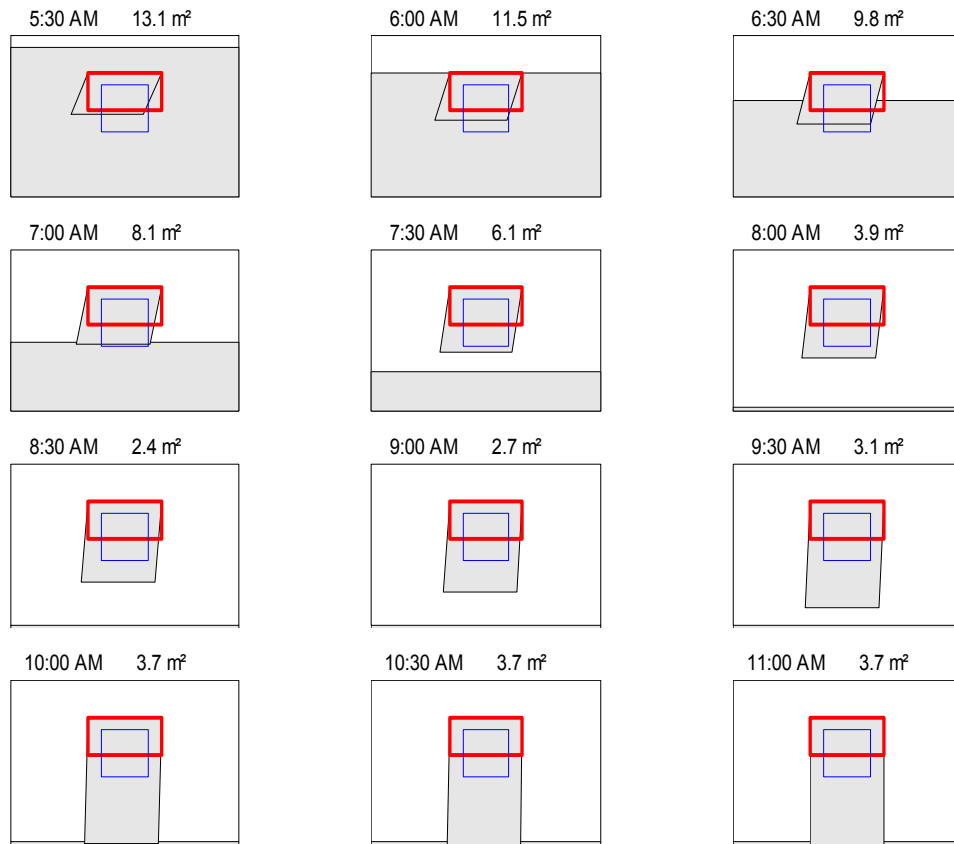 5:30 AM 13.1 m²
6:00 AM 11.5 m²
6:30 AM 9.8 m²
7:00 AM 8.1 m²
7:30 AM 6.1 m²
8:00 AM 3.9 m²
8:30 AM 2.4 m²
9:00 AM 2.7 m²
9:30 AM 3.1 m²
10:00 AM 3.7 m²
10:30 AM 3.7 m²
11:00 AM 3.7 m²